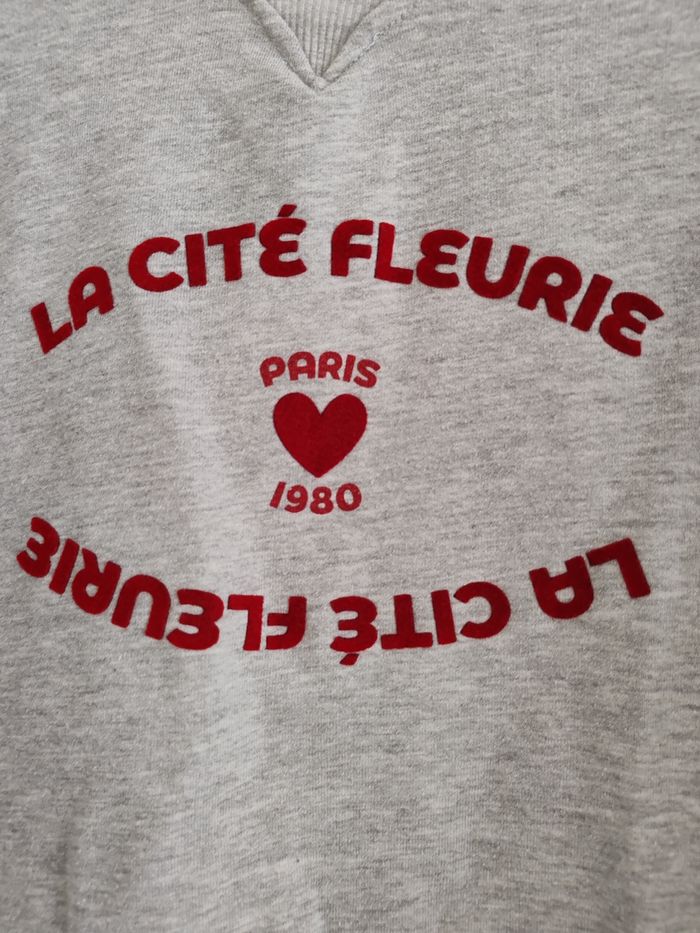 LA CITÉ FLEURIE
PARIS
1980
LA CITÉ FLEURIE